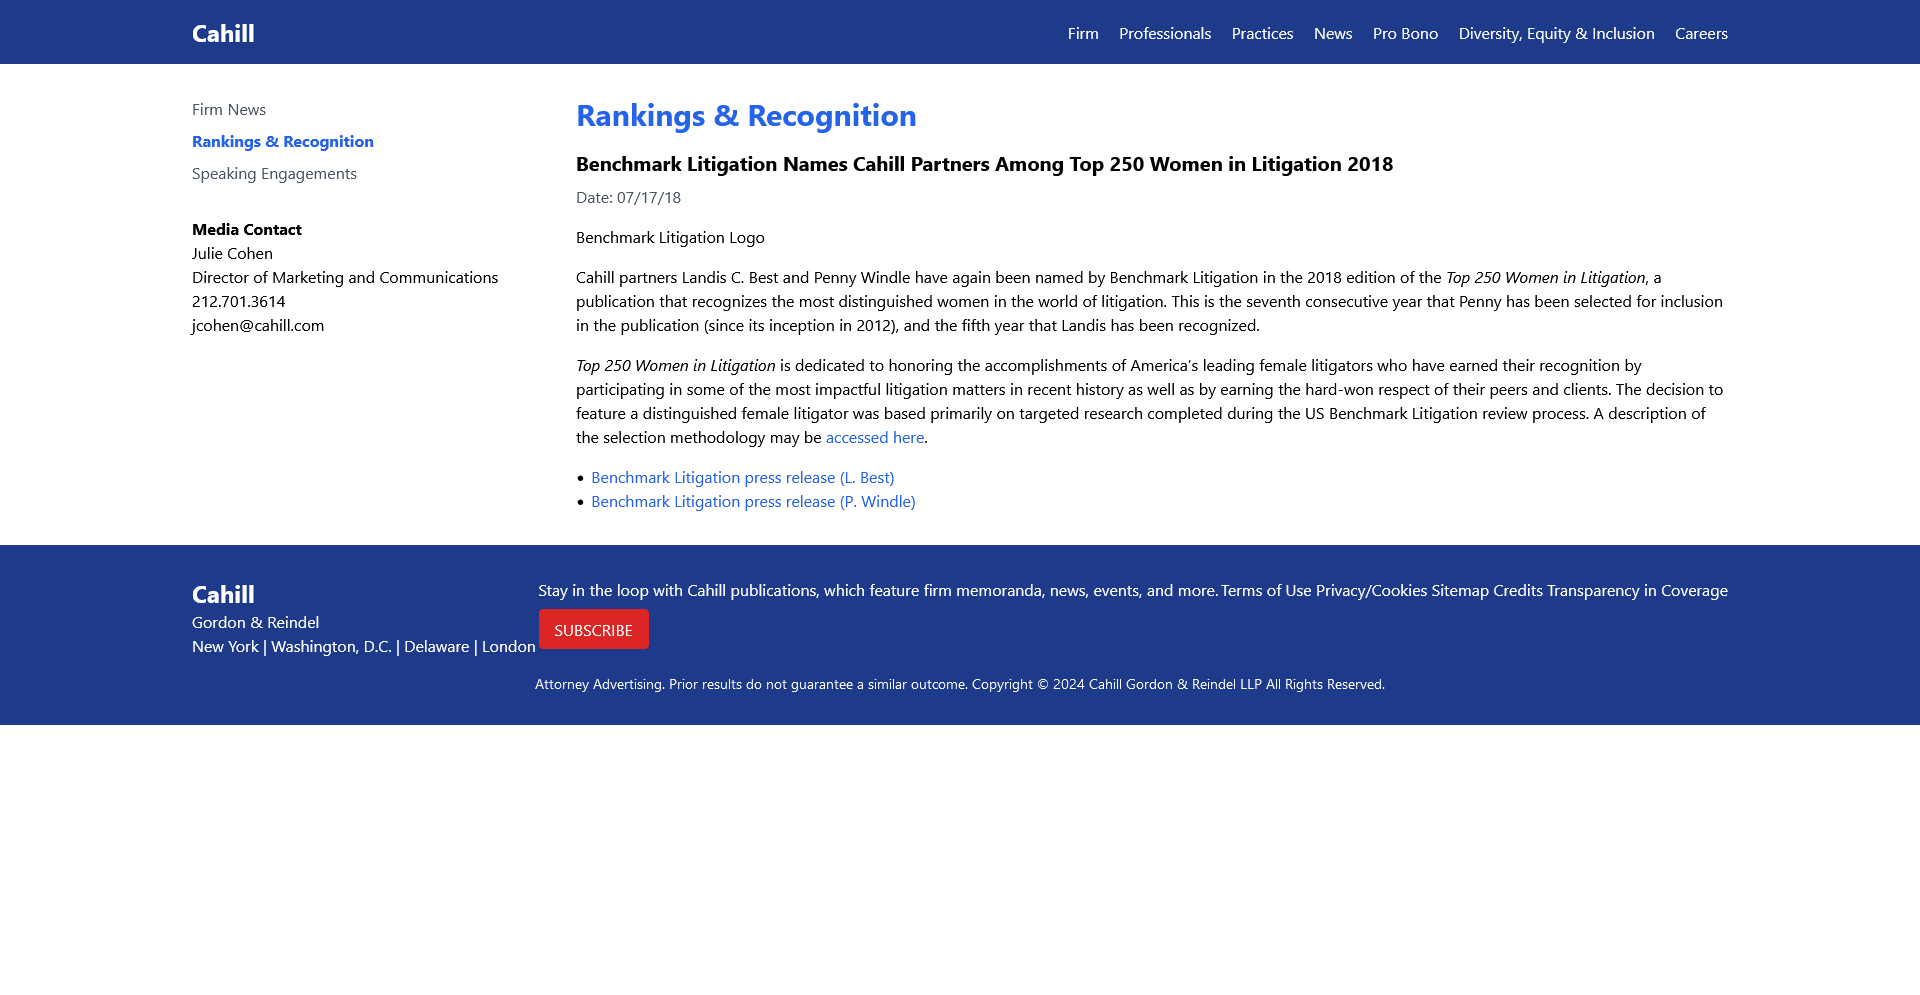 Cahill
Firm Professionals Practices News Pro Bono Diversity, Equity & Inclusion Careers
Firm News
Rankings & Recognition
Speaking Engagements
Media Contact
Julie Cohen
Director of Marketing and Communications
212.701.3614
jcohen@cahill.com
Rankings & Recognition
Benchmark Litigation Names Cahill Partners Among Top 250 Women in Litigation 2018
Date: 07/17/18
Benchmark Litigation Logo
Cahill partners Landis C. Best and Penny Windle have again been named by Benchmark Litigation in the 2018 edition of the Top 250 Women in Litigation, a
publication that recognizes the most distinguished women in the world of litigation. This is the seventh consecutive year that Penny has been selected for inclusion
in the publication (since its inception in 2012), and the fifth year that Landis has been recognized.
Top 250 Women in Litigation is dedicated to honoring the accomplishments of America's leading female litigators who have earned their recognition by
participating in some of the most impactful litigation matters in recent history as well as by earning the hard-won respect of their peers and clients. The decision to
feature a distinguished female litigator was based primarily on targeted research completed during the US Benchmark Litigation review process. A description of
the selection methodology may be accessed here.
• Benchmark Litigation press release (L. Best)
• Benchmark Litigation press release (P. Windle)
Cahill
Gordon & Reindel
New York | Washington, D.C. | Delaware | London
Stay in the loop with Cahill publications, which feature firm memoranda, news, events, and more.
SUBSCRIBE
Terms of Use Privacy/Cookies Sitemap Credits Transparency in Coverage
Attorney Advertising. Prior results do not guarantee a similar outcome. Copyright © 2024 Cahill Gordon & Reindel LLP All Rights Reserved.